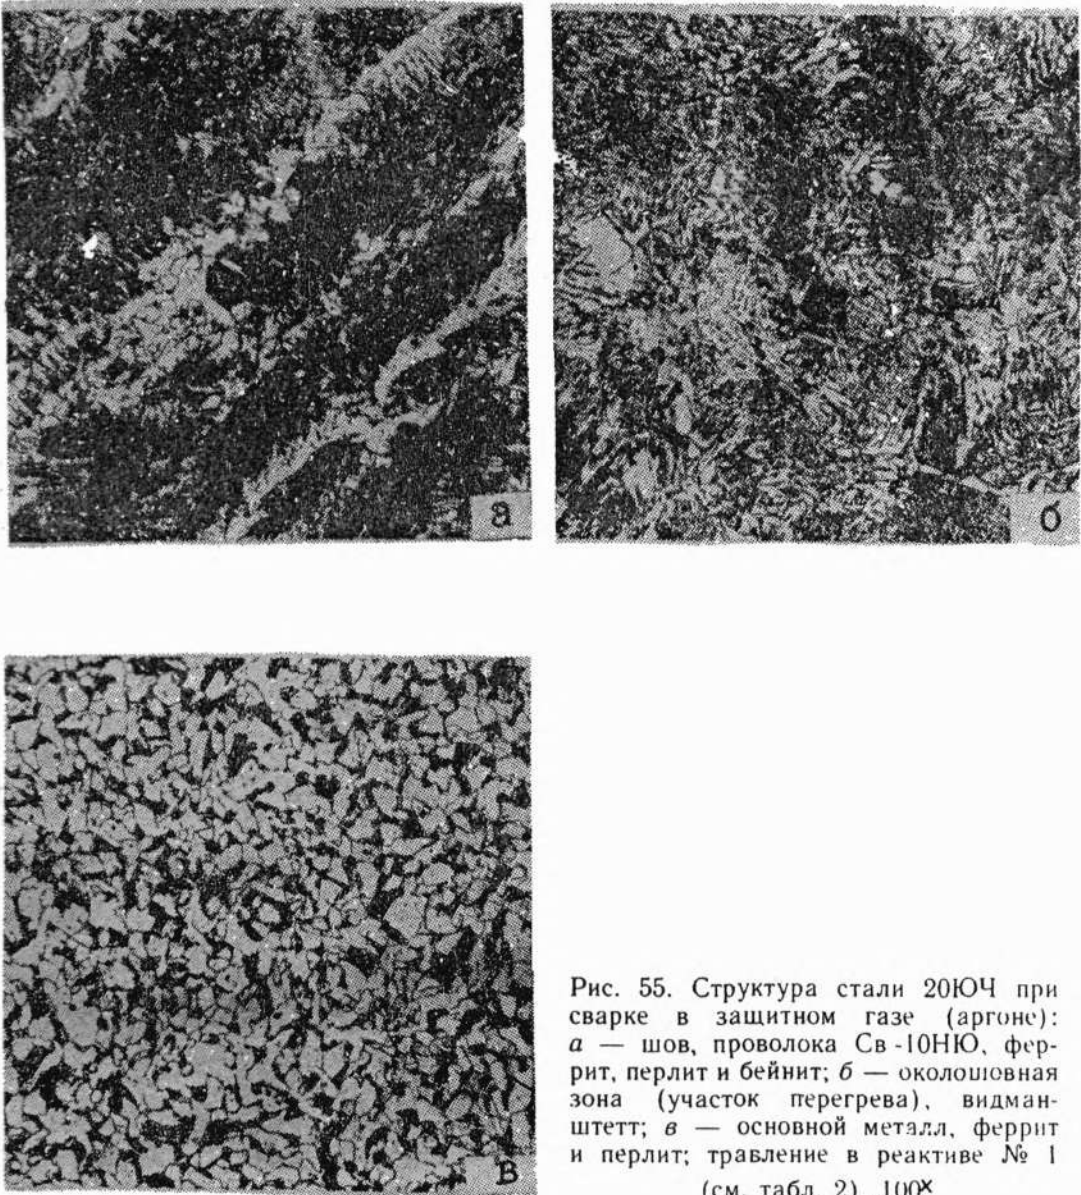 а
б
в
Рис. 55. Структура стали 20ЮЧ при
сварке в защитном газе (аргоне):
а — шов, проволока Св-10НЮ, фер-
рит, перлит и бейнит; б — околошовная
зона (участок перегрева), видман-
штетт; в — основной металл, феррит
и перлит; травление в реактиве № 1
(см. табл. 2), 100ˣ